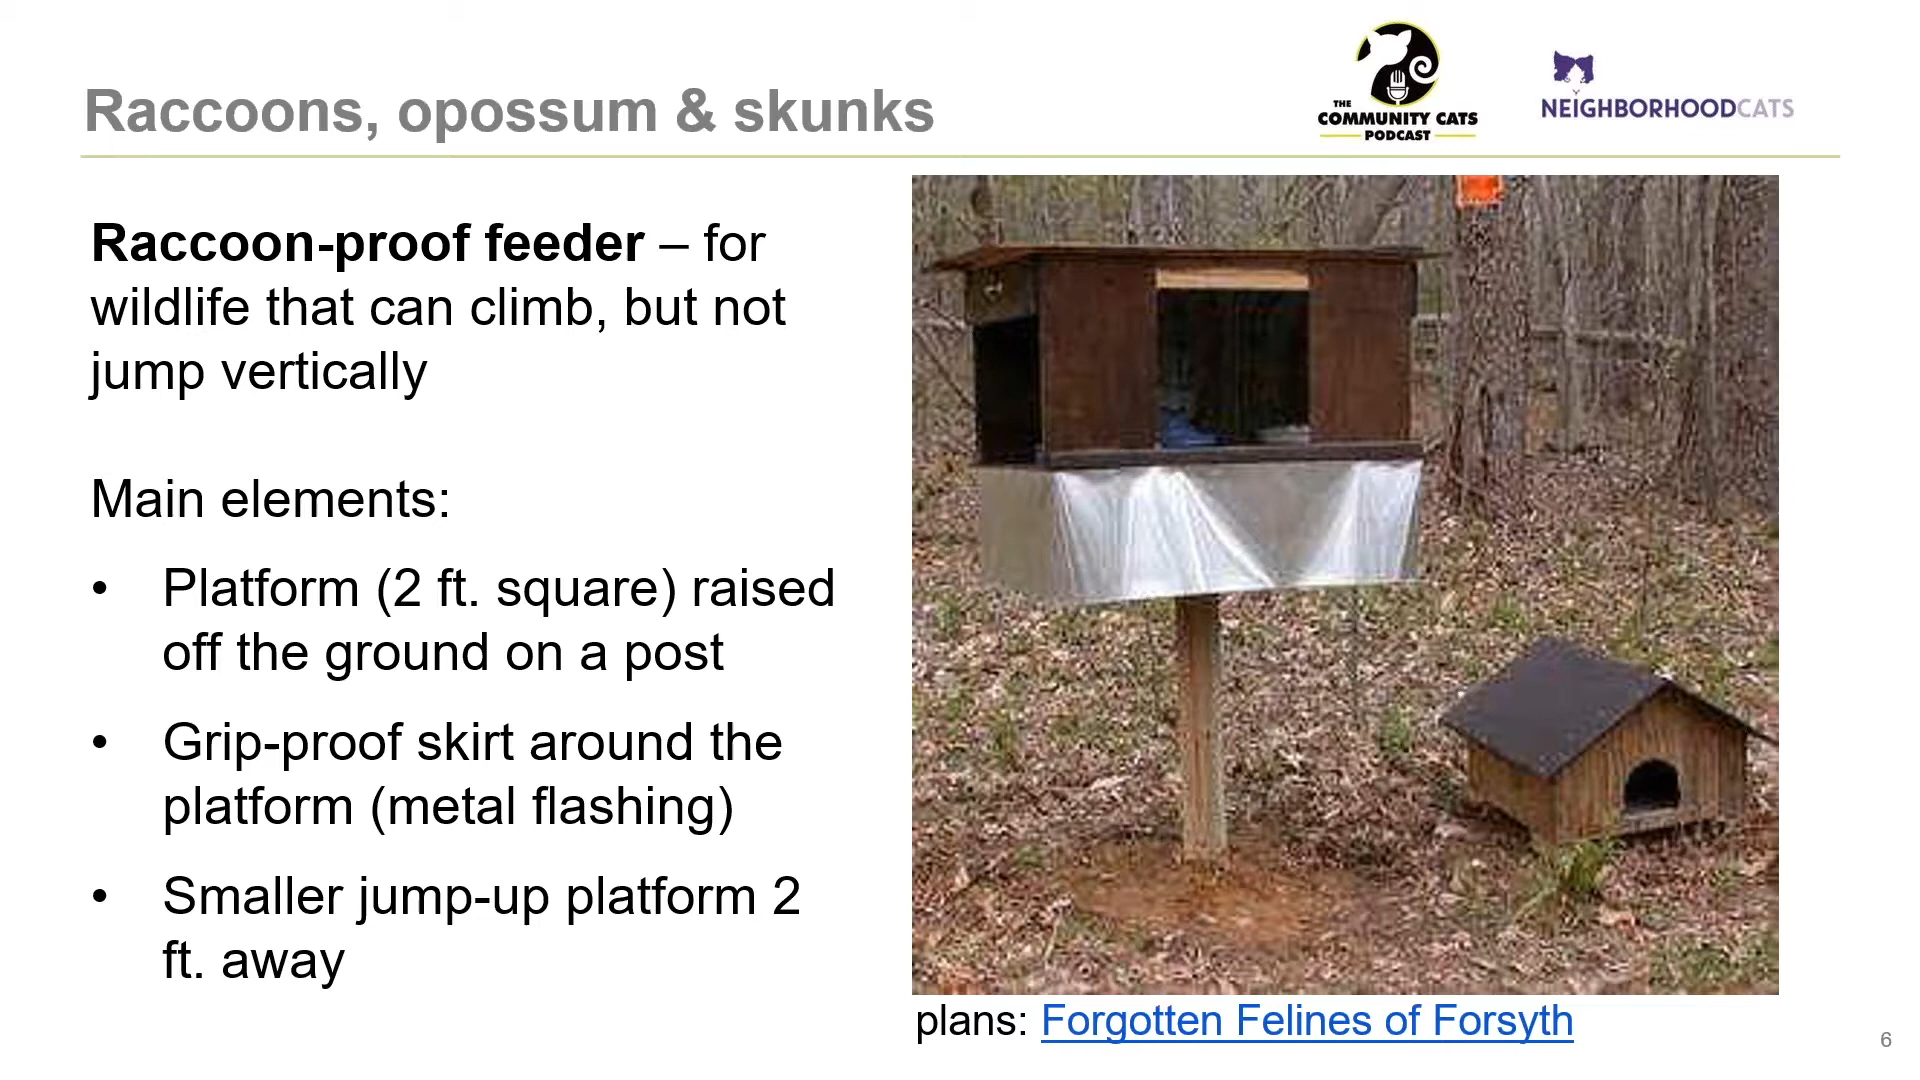 Raccoons, opossum & skunks
THE
COMMUNITY CATS
PODCAST
NEIGHBORHOODCATS
Raccoon-proof feeder – for
wildlife that can climb, but not
jump vertically
Main elements:
• Platform (2 ft. square) raised
off the ground on a post
• Grip-proof skirt around the
platform (metal flashing)
• Smaller jump-up platform 2
ft. away
plans: Forgotten Felines of Forsyth
6